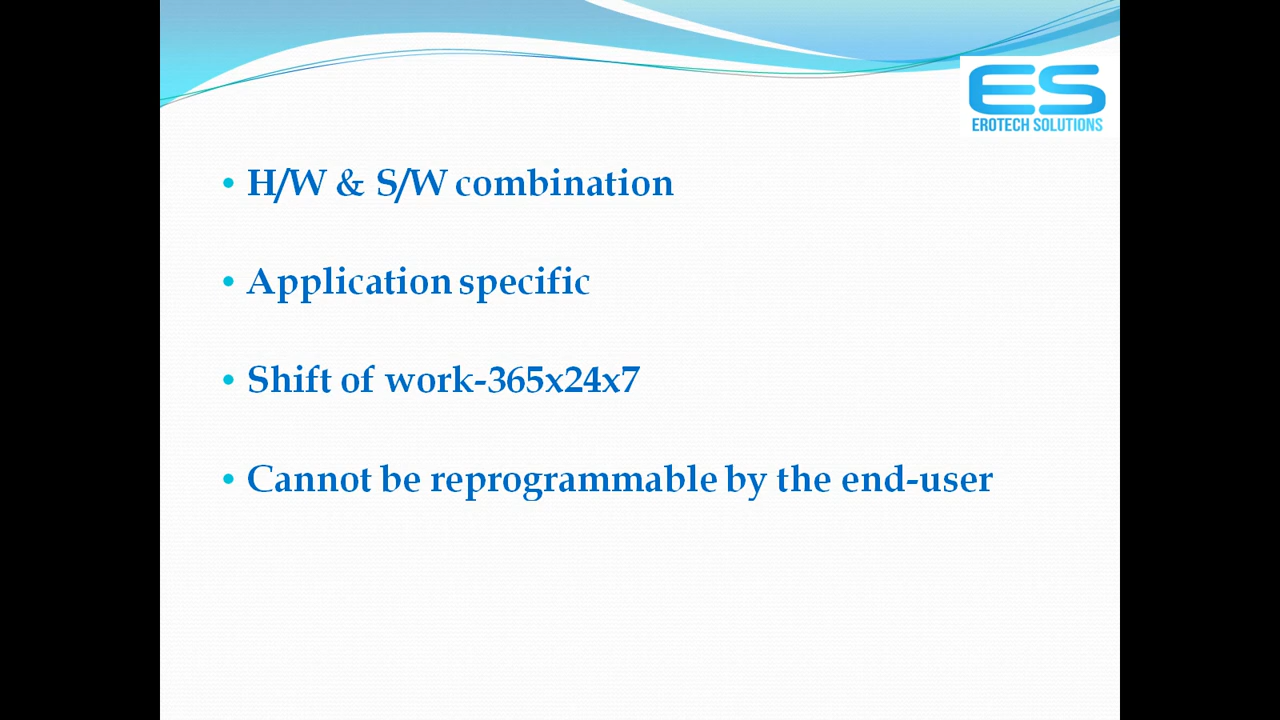 ES
EROTECH SOLUTIONS
• H/W & S/W combination
• Application specific
• Shift of work-365x24x7
• Cannot be reprogrammable by the end-user